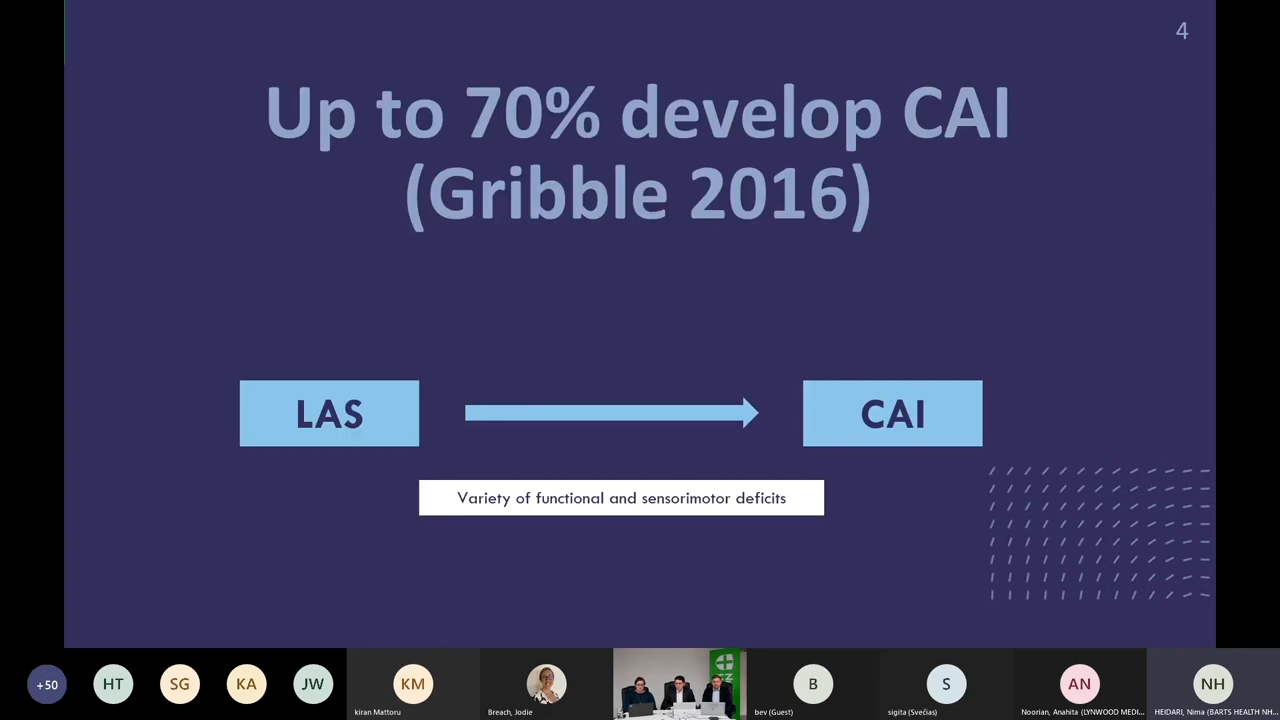 4
Up to 70% develop CAI
(Gribble 2016)
LAS
CAI
Variety of functional and sensorimotor deficits
+50
HT
SG
KA
JW
KM
B
S
AN
NH
kiran Mattoru
Breach, Jodie
bev (Guest)
sigita (Svečias)
Noorian, Anahita (LYNWOOD MEDI...
HEIDARI, Nima (BARTS HEALTH NH...